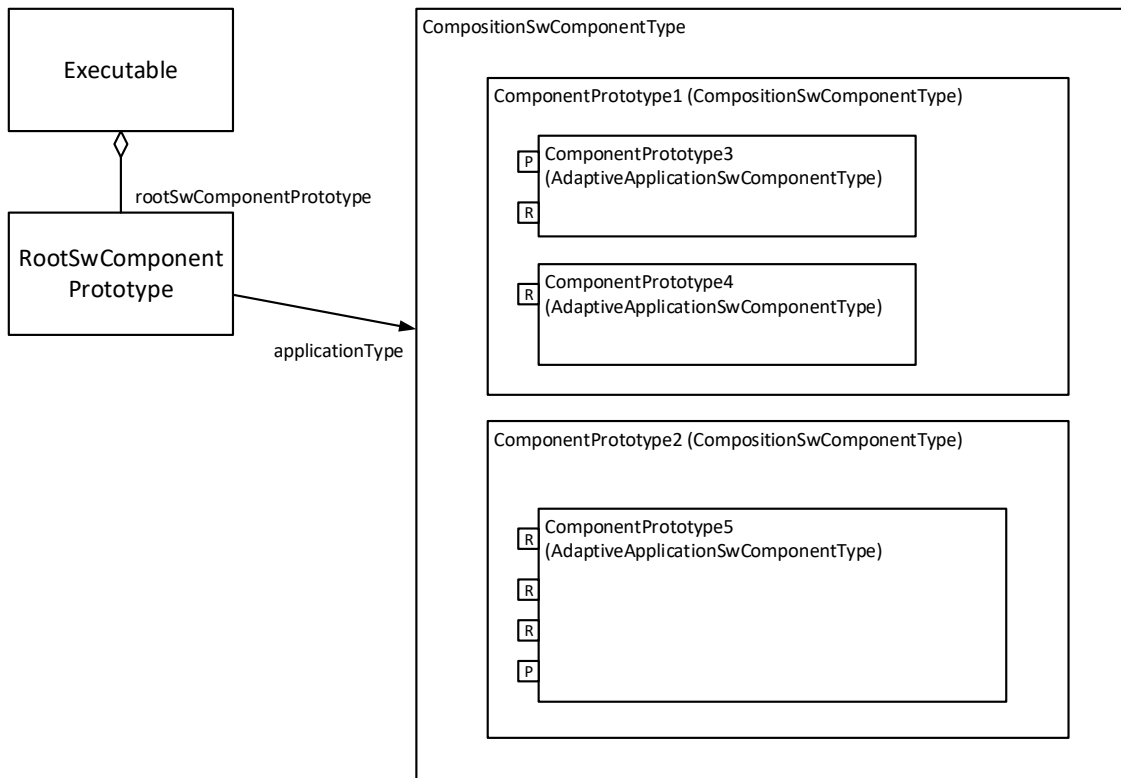 Executable
rootSwComponentPrototype
RootSwComponent
Prototype
applicationType
CompositionSwComponentType
ComponentPrototype1 (CompositionSwComponentType)
P
ComponentPrototype3
(AdaptiveApplicationSwComponentType)
R
R
ComponentPrototype4
(AdaptiveApplicationSwComponentType)
ComponentPrototype2 (CompositionSwComponentType)
R
ComponentPrototype5
(AdaptiveApplicationSwComponentType)
R
R
P